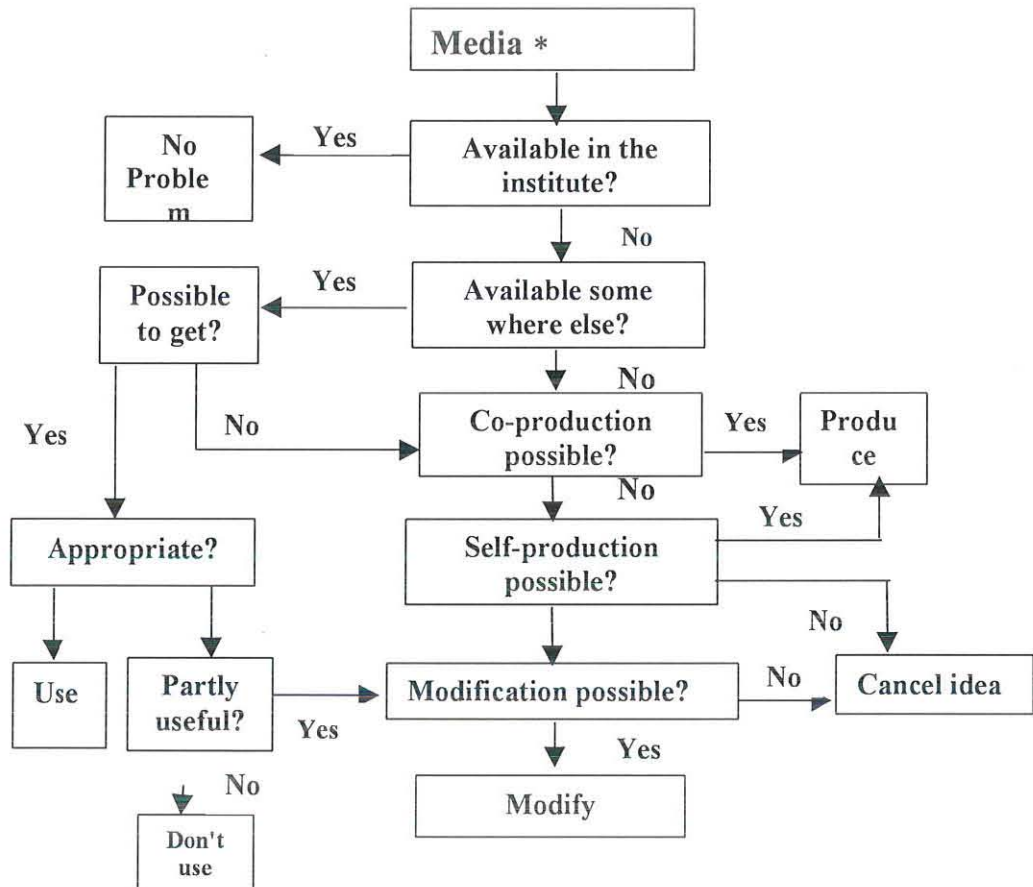 Media *
Yes
No
Proble
m
Available in the
institute?
No
Yes
Possible
to get?
Available some
where else?
No
Yes
No
Co-production
possible?
Yes
Produ
ce
No
Yes
Appropriate?
Self-production
possible?
No
Use
Partly
useful?
Yes
Modification possible?
No
Cancel idea
Yes
No
Modify
Don't
use